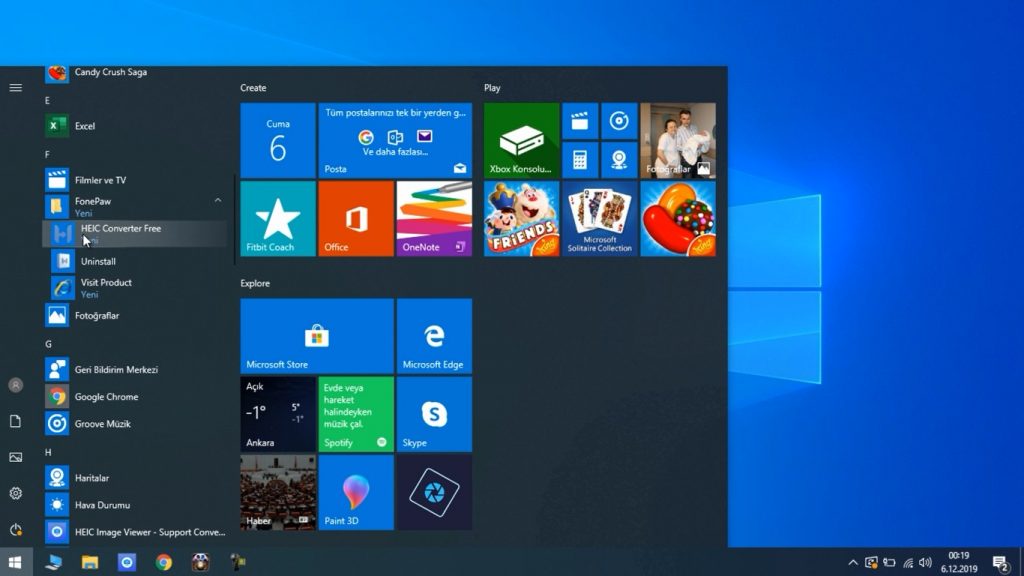 Candy Crush Saga
E
Excel
F
Filmler ve TV
FonePaw
Yeni
HEIC Converter Free
Uninstall
Visit Product
Yeni
Fotoğraflar
G
Geri Bildirim Merkezi
Google Chrome
Groove Müzik
H
Haritalar
Hava Durumu
HEIC Image Viewer - Support Conve...
Create
Cuma
6
Tüm postalarınızı tek bir yerden g...
Ve daha fazlası...
Posta
Fitbit Coach
Office
OneNote
Explore
Microsoft Store
Microsoft Edge
Açık
-1°
5°
-1°
Ankara
Evde veya
hareket
halindeyken
müzik çal.
Spotify
Skype
Haber
Paint 3D
Play
Xbox Konsolu...
Fotoğraflar
FRIENDS
King
Microsoft
Solitaire Collection
King
00:19
6.12.2019
2